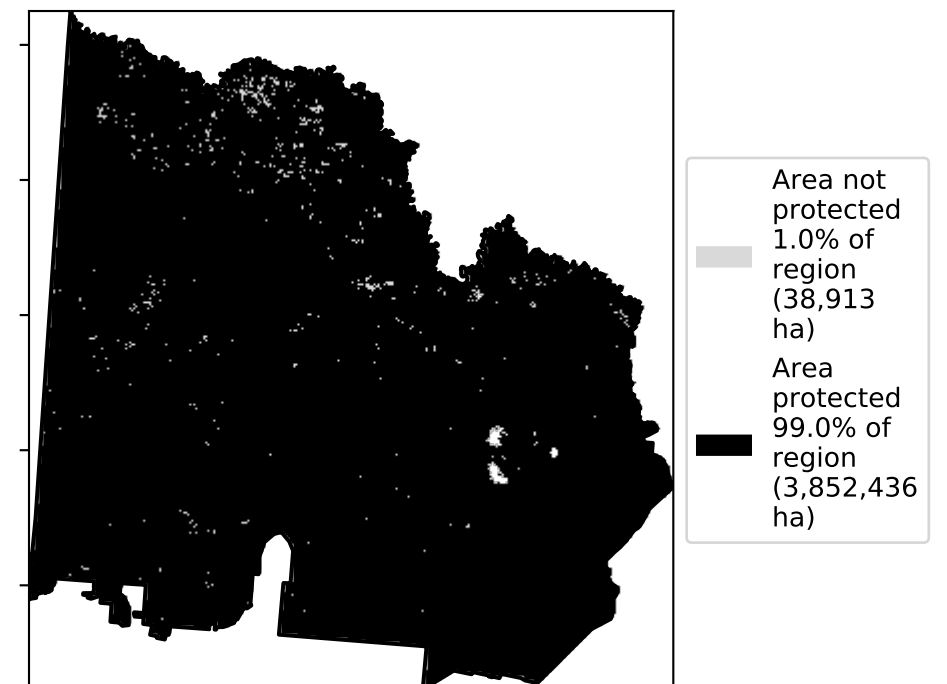 Area not
protected
1.0% of
region
(38,913
ha)
Area
protected
99.0% of
region
(3,852,436
ha)